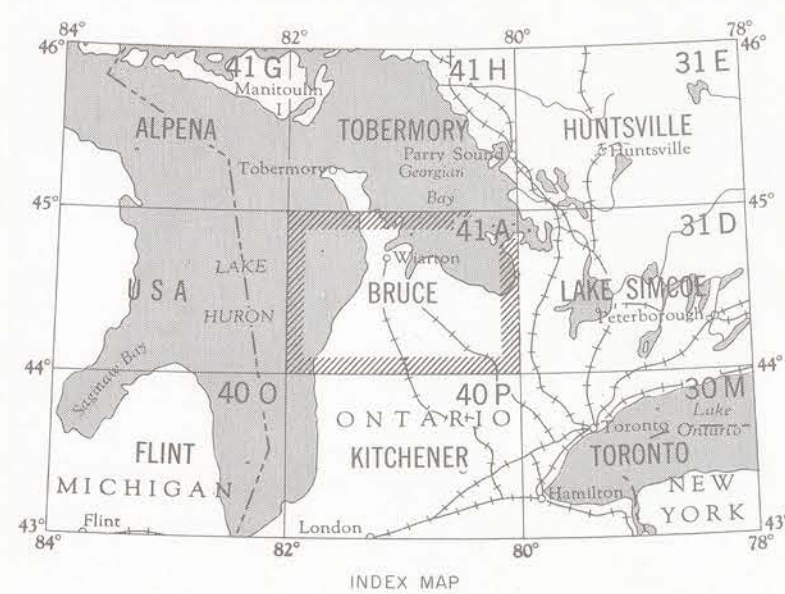 84°
82°
80°
78°
46°
41 G
41 H
31 E
46°
Manitoulin
I
ALPENA
TOBERMORY
HUNTSVILLE
Parry Sound
Huntsville
Tobermory
Georgian
Bay
45°
45°
41 A
31 D
Wiarton
LAKE
USA
BRUCE
LAKE SIMCOE
HURON
Peterborough
Saginaw Bay
44°
44°
40 O
40 P
30 M
ONTARIO
Lake
Toronto
Ontario
FLINT
KITCHENER
TORONTO
MICHIGAN
Hamilton
NEW
YORK
43°
Flint
London
43°
84°
82°
80°
78°
INDEX MAP